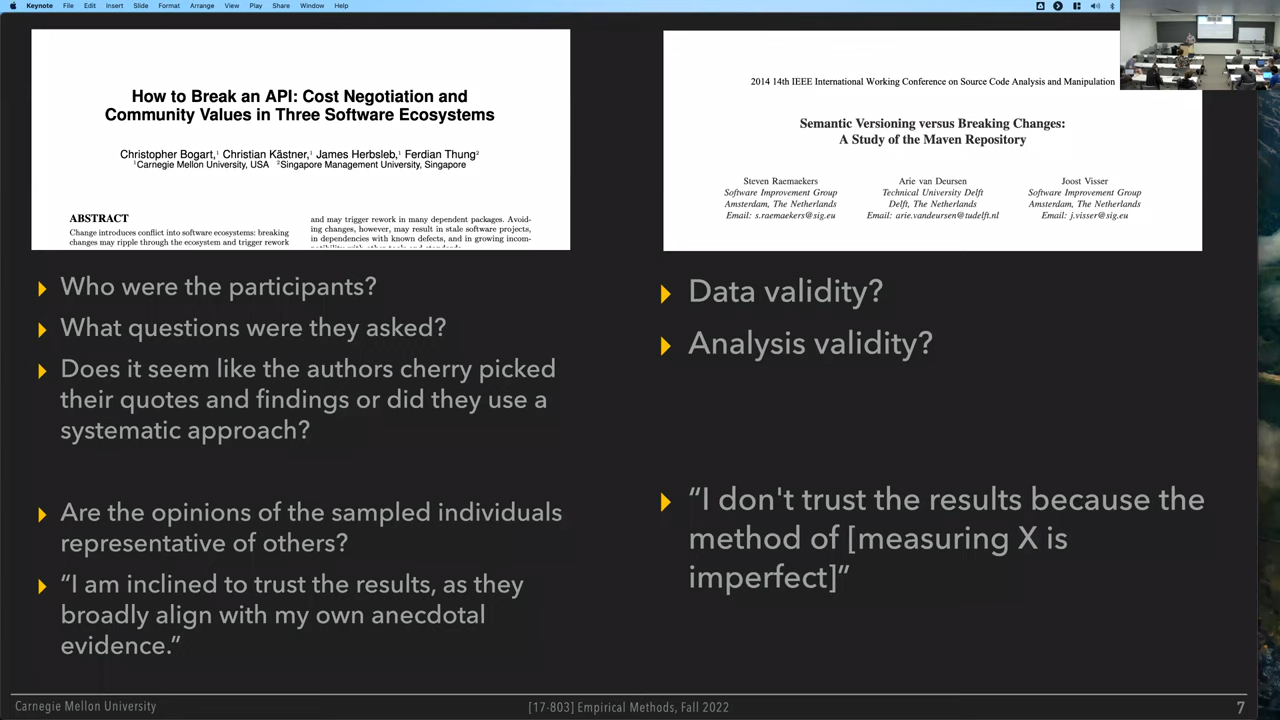 Keynote File Edit Insert Slide Format Arrange View Play Share Window Help
How to Break an API: Cost Negotiation and
Community Values in Three Software Ecosystems
Christopher Bogart,¹ Christian Kästner,¹ James Herbsleb,¹ Ferdian Thung²
¹Carnegie Mellon University, USA ²Singapore Management University, Singapore
ABSTRACT
Change introduces conflict into software ecosystems: breaking
changes may ripple through the ecosystem and trigger rework
and may trigger rework in many dependent packages. Avoid-
ing changes, however, may result in stale software projects,
in dependencies with known defects, and in growing incom-
Who were the participants?
What questions were they asked?
Does it seem like the authors cherry picked
their quotes and findings or did they use a
systematic approach?
Are the opinions of the sampled individuals
representative of others?
“I am inclined to trust the results, as they
broadly align with my own anecdotal
evidence.”
2014 14th IEEE International Working Conference on Source Code Analysis and Manipulation
Semantic Versioning versus Breaking Changes:
A Study of the Maven Repository
Steven Raemaekers
Software Improvement Group
Amsterdam, The Netherlands
Email: s.raemaekers@sig.eu
Arie van Deursen
Technical University Delft
Delft, The Netherlands
Email: arie.vandeursen@tudelft.nl
Joost Visser
Software Improvement Group
Amsterdam, The Netherlands
Email: j.visser@sig.eu
Data validity?
Analysis validity?
“I don't trust the results because the
method of [measuring X is
imperfect]”
Carnegie Mellon University
[17-803] Empirical Methods, Fall 2022
7